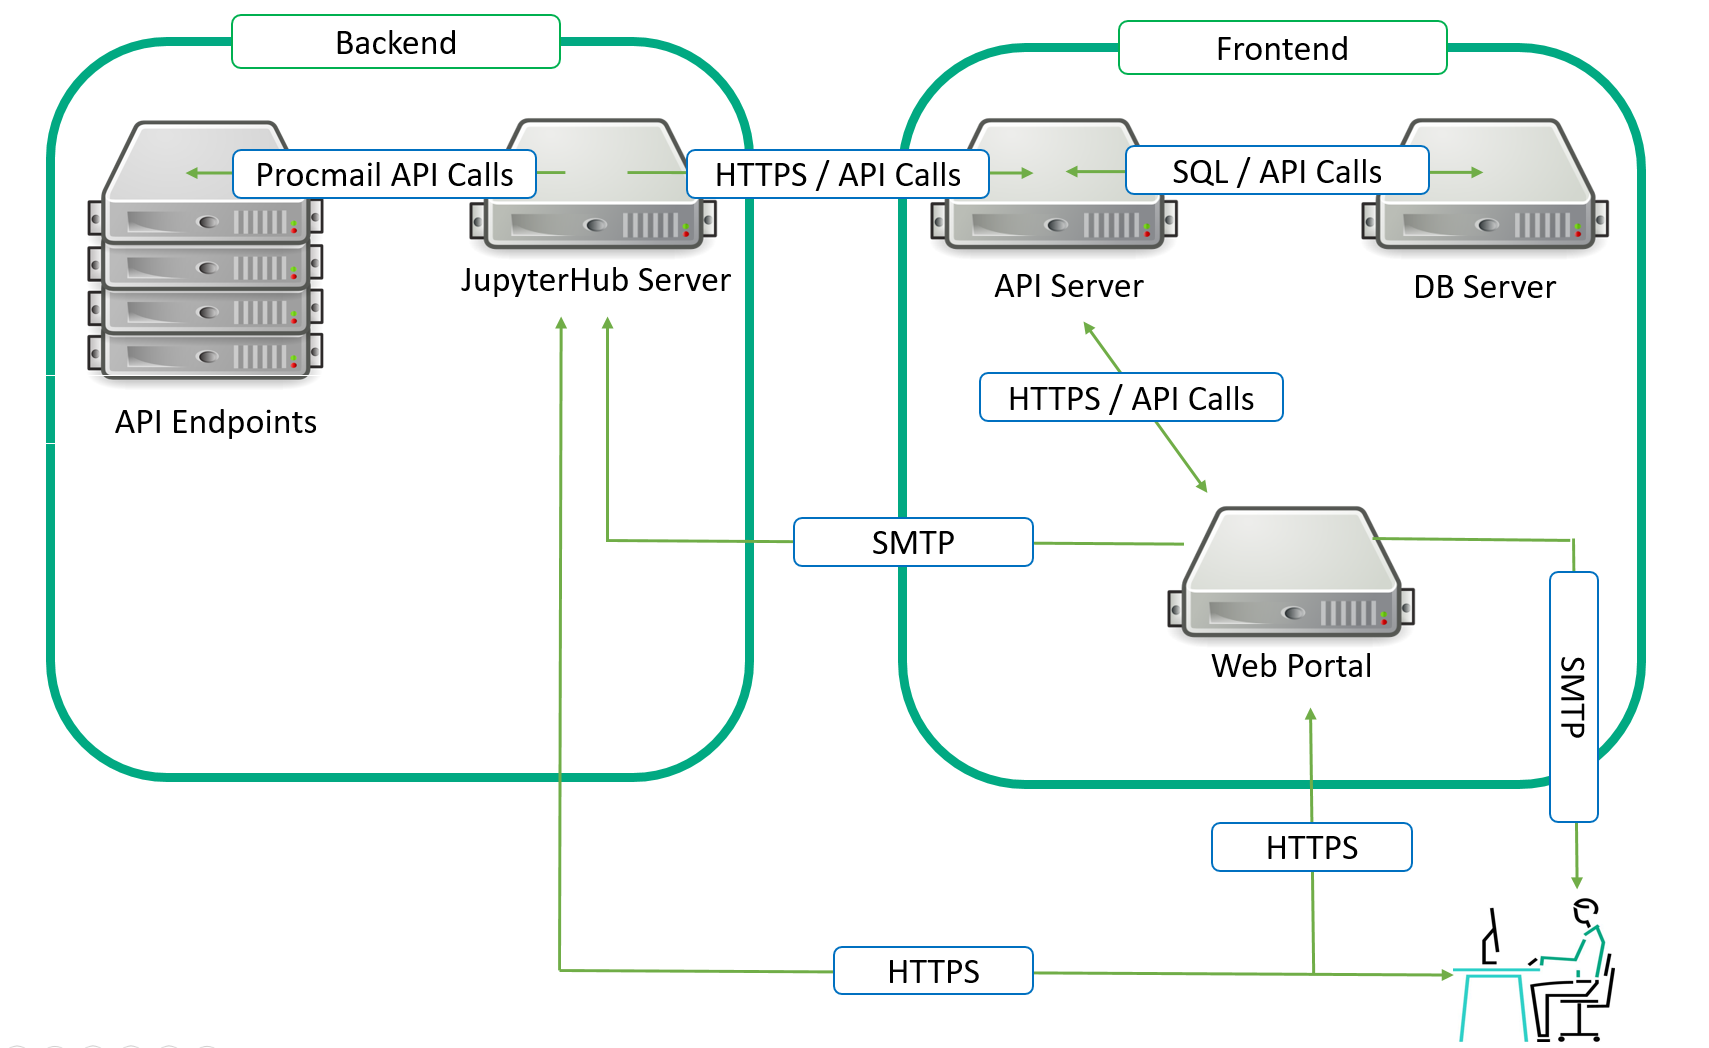 Backend
Frontend
Procmail API Calls
HTTPS / API Calls
SQL / API Calls
JupyterHub Server
API Server
DB Server
API Endpoints
HTTPS / API Calls
SMTP
Web Portal
SMTP
HTTPS
HTTPS